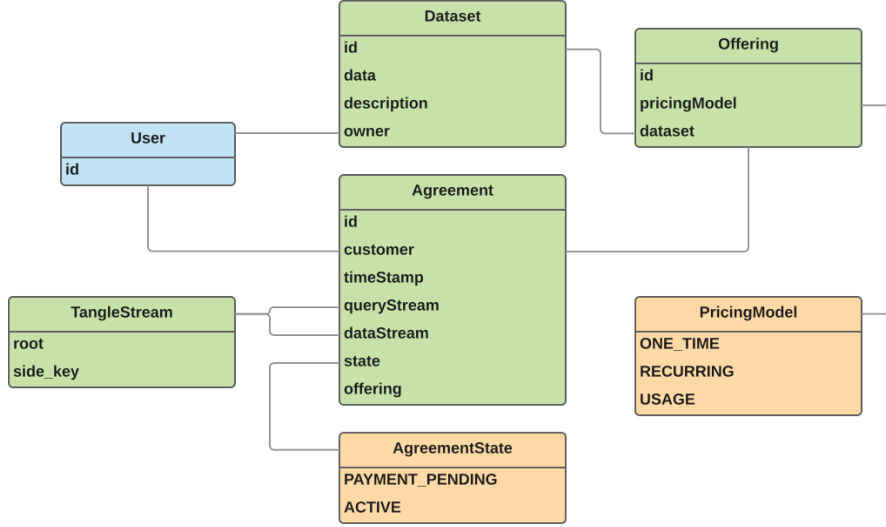 Dataset
id
data
description
owner
Offering
id
pricingModel
dataset
User
id
Agreement
id
customer
timeStamp
queryStream
dataStream
state
offering
TangleStream
root
side_key
PricingModel
ONE_TIME
RECURRING
USAGE
AgreementState
PAYMENT_PENDING
ACTIVE